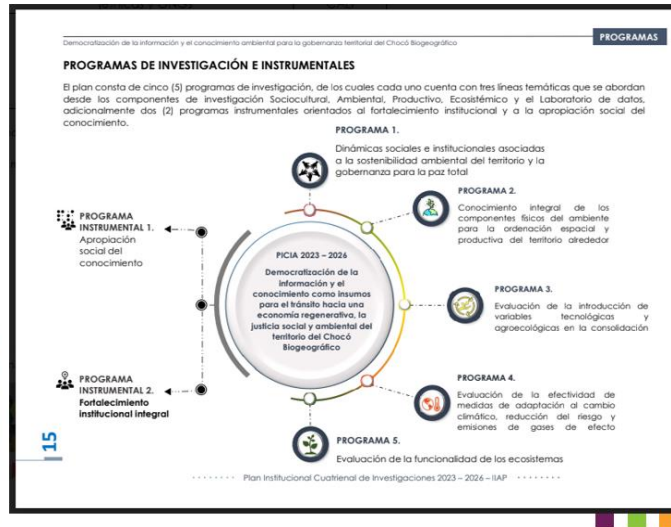 Democratización de la información y el conocimiento ambiental para la gobernanza territorial del Chocó Biogeográfico
PROGRAMAS
PROGRAMAS DE INVESTIGACIÓN E INSTRUMENTALES
El plan consta de cinco (5) programas de investigación, de los cuales cada uno cuenta con tres líneas temáticas que se abordan
desde los componentes de investigación Sociocultural, Ambiental, Productivo, Ecosistémico y el Laboratorio de datos,
adicionalmente dos (2) programas instrumentales orientados al fortalecimiento institucional y a la apropiación social del
conocimiento.
PROGRAMA 1.
Dinámicas sociales e institucionales asociadas
a la sostenibilidad ambiental del territorio y la
gobernanza para la paz total
PROGRAMA 2.
Conocimiento integral de los
componentes físicos del ambiente
para la ordenación espacial y
productiva del territorio alrededor
PROGRAMA 3.
Evaluación de la introducción de
variables tecnológicas y
agroecológicas en la consolidación
PROGRAMA 4.
Evaluación de la efectividad de
medidas de adaptación al cambio
climático, reducción del riesgo y
emisiones de gases de efecto
PROGRAMA 5.
Evaluación de la funcionalidad de los ecosistemas
PROGRAMA
INSTRUMENTAL 1.
Apropiación
social del
conocimiento
PROGRAMA
INSTRUMENTAL 2.
Fortalecimiento
institucional integral
PICIA 2023 – 2026
Democratización de la
información y el
conocimiento como insumos
para el tránsito hacia una
economía regenerativa, la
justicia social y ambiental del
territorio del Chocó
Biogeográfico
15
Plan Institucional Cuatrienal de Investigaciones 2023 – 2026 – IIAP